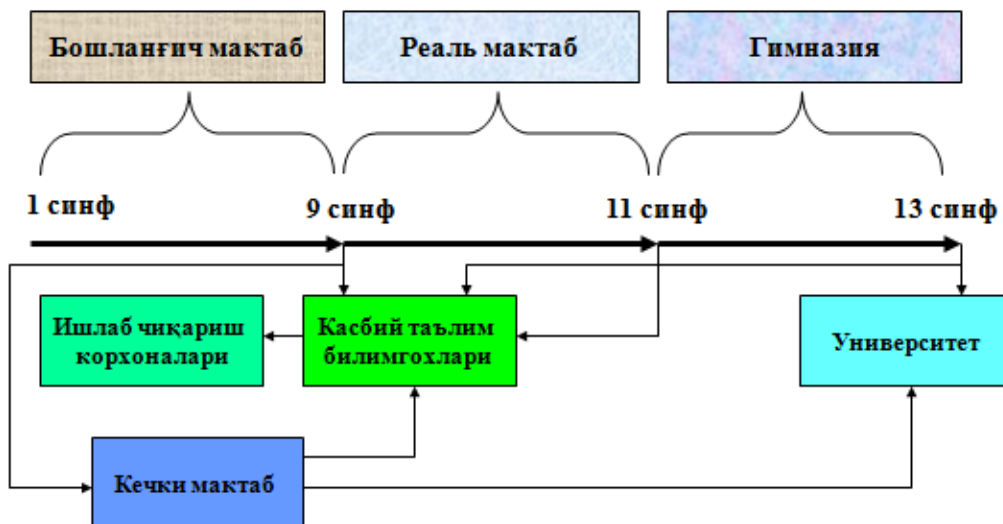 Бошланғич мактаб
Реаль мактаб
Гимназия
1 синф
9 синф
11 синф
13 синф
Ишлаб чиқариш
корхоналари
Касбий таълим
билимгохлари
Университет
Кечки мактаб